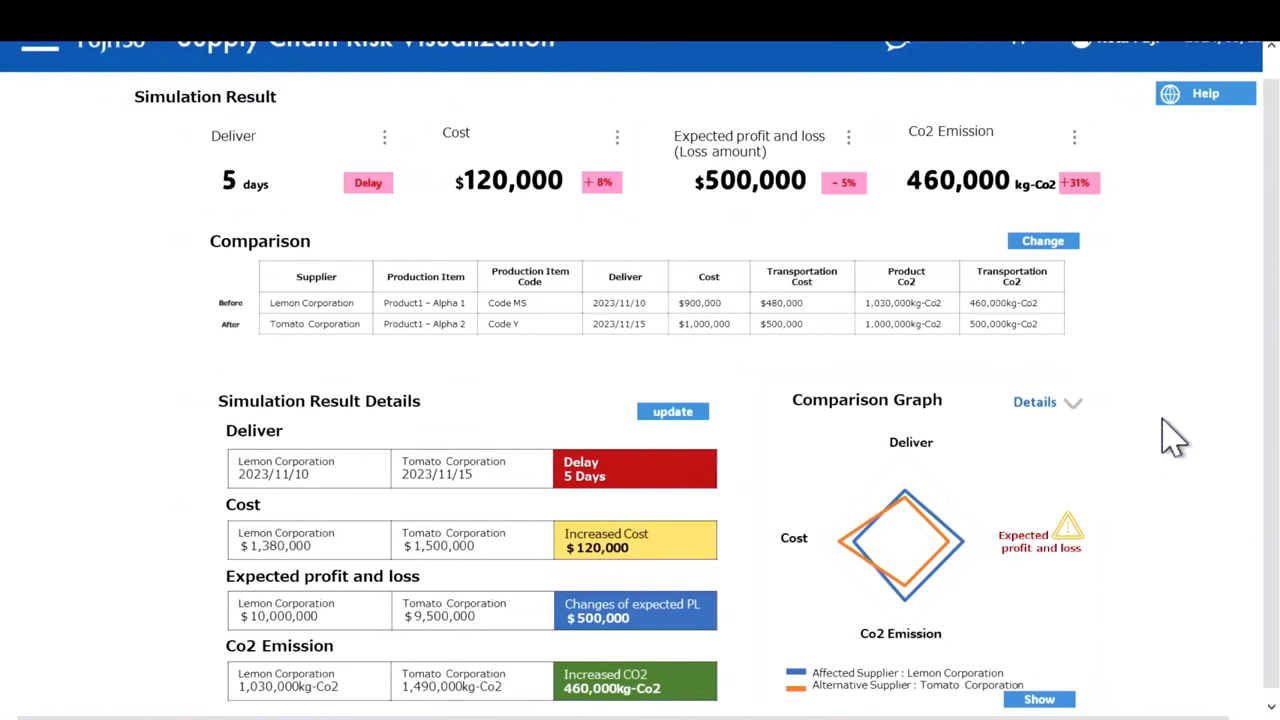 Supply Chain Risk Visualization
Help
Simulation Result
Deliver
5 days
Delay
Cost
$120,000
+ 8%
Expected profit and loss
(Loss amount)
$500,000
- 5%
Co2 Emission
460,000 kg-Co2
+31%
Comparison
Change
Supplier Production Item Production Item Code Deliver Cost Transportation Cost Product Co2 Transportation Co2
Before Lemon Corporation Product1 – Alpha 1 Code MS 2023/11/10 $900,000 $480,000 1,030,000kg-Co2 460,000kg-Co2
After Tomato Corporation Product1 – Alpha 2 Code Y 2023/11/15 $1,000,000 $500,000 1,000,000kg-Co2 500,000kg-Co2
Simulation Result Details
update
Deliver
Lemon Corporation Tomato Corporation Delay
2023/11/10 2023/11/15 5 Days
Cost
Lemon Corporation Tomato Corporation Increased Cost
$ 1,380,000 $ 1,500,000 $ 120,000
Expected profit and loss
Lemon Corporation Tomato Corporation Changes of expected PL
$ 10,000,000 $ 9,500,000 $ 500,000
Co2 Emission
Lemon Corporation Tomato Corporation Increased CO2
1,030,000kg-Co2 1,490,000kg-Co2 460,000kg-Co2
Comparison Graph
Details
Deliver
Cost
Expected
profit and loss
Co2 Emission
Affected Supplier : Lemon Corporation
Alternative Supplier : Tomato Corporation
Show